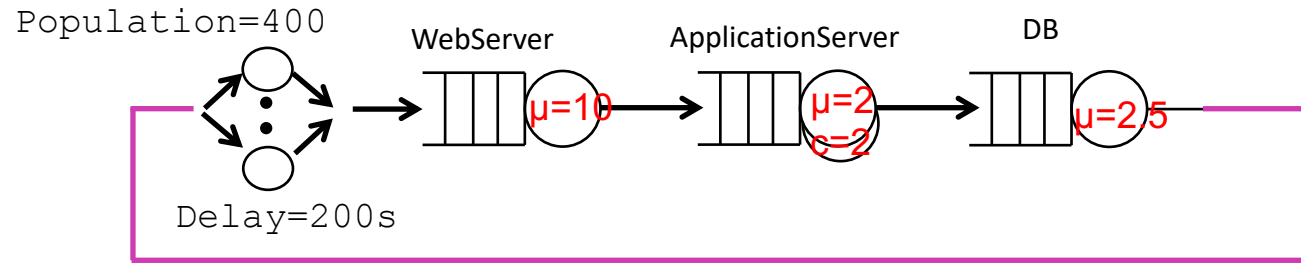 Population=400
WebServer
ApplicationServer
DB
μ=10
μ=2
c=2
μ=2.5
Delay=200s